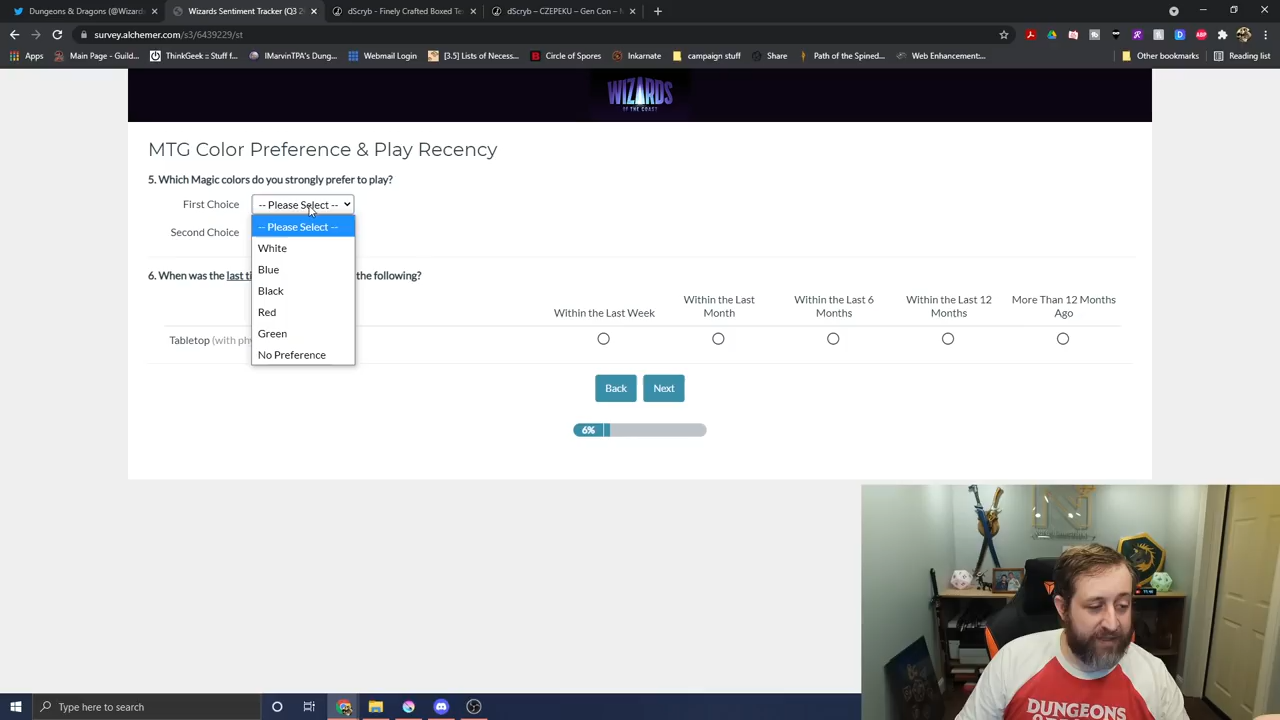 Dungeons & Dragons (@Wizards
Wizards Sentiment Tracker (Q3 20
dScryb - Finely Crafted Boxed Te
dScryb – CZEPEKU – Gen Con –
survey.alchemer.com/s3/6439229/st
Apps
Main Page - Guild...
ThinkGeek :: Stuff f...
IMarvinTPA's Dung...
Webmail Login
[3.5] Lists of Necess...
Circle of Spores
Inkarnate
campaign stuff
Share
Path of the Spined...
Web Enhancement:...
Other bookmarks
Reading list
WIZARDS
OF THE COAST
MTG Color Preference & Play Recency
5. Which Magic colors do you strongly prefer to play?
First Choice
-- Please Select --
-- Please Select --
Second Choice
White
Blue
Black
Red
Green
No Preference
6. When was the last ti
the following?
Within the Last Week
Within the Last Month
Within the Last 6 Months
Within the Last 12 Months
More Than 12 Months Ago
Tabletop (with ph
Back
Next
6%
Type here to search
DUNGEONS